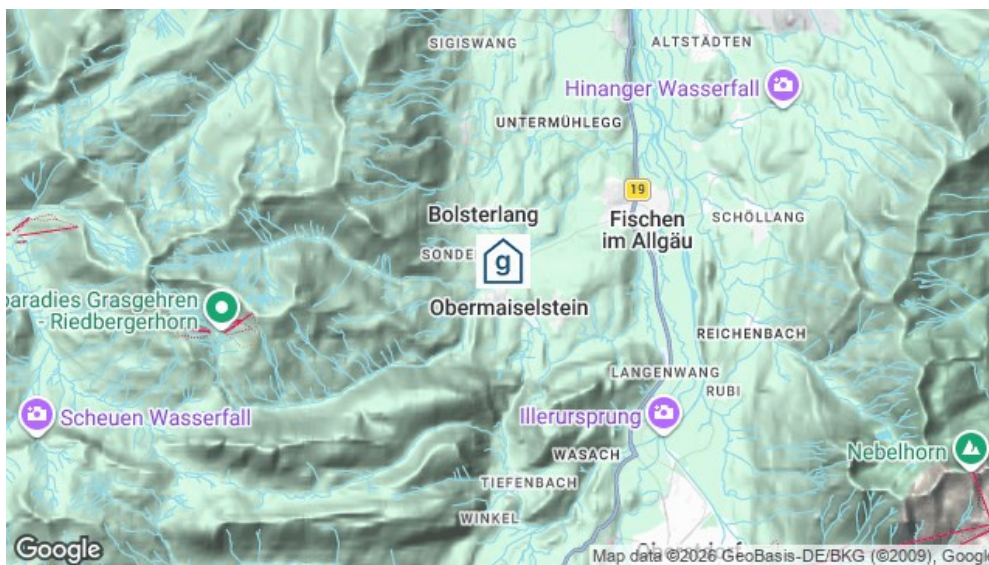 SIGISWANG
ALTSTÄDTEN
Hinanger Wasserfall
UNTERMÜHLEGG
19
Bolsterlang
Fischen
im Allgäu
SCHÖLLANG
g
Obermaiselstein
paradies Grasgehren
- Riedbergerhorn
REICHENBACH
LANGENWANG
RUBI
Scheuen Wasserfall
Illerursprung
WASACH
Nebelhorn
TIEFENBACH
WINKEL
Google
Map data ©2026 GeoBasis-DE/BKG (©2009), Google